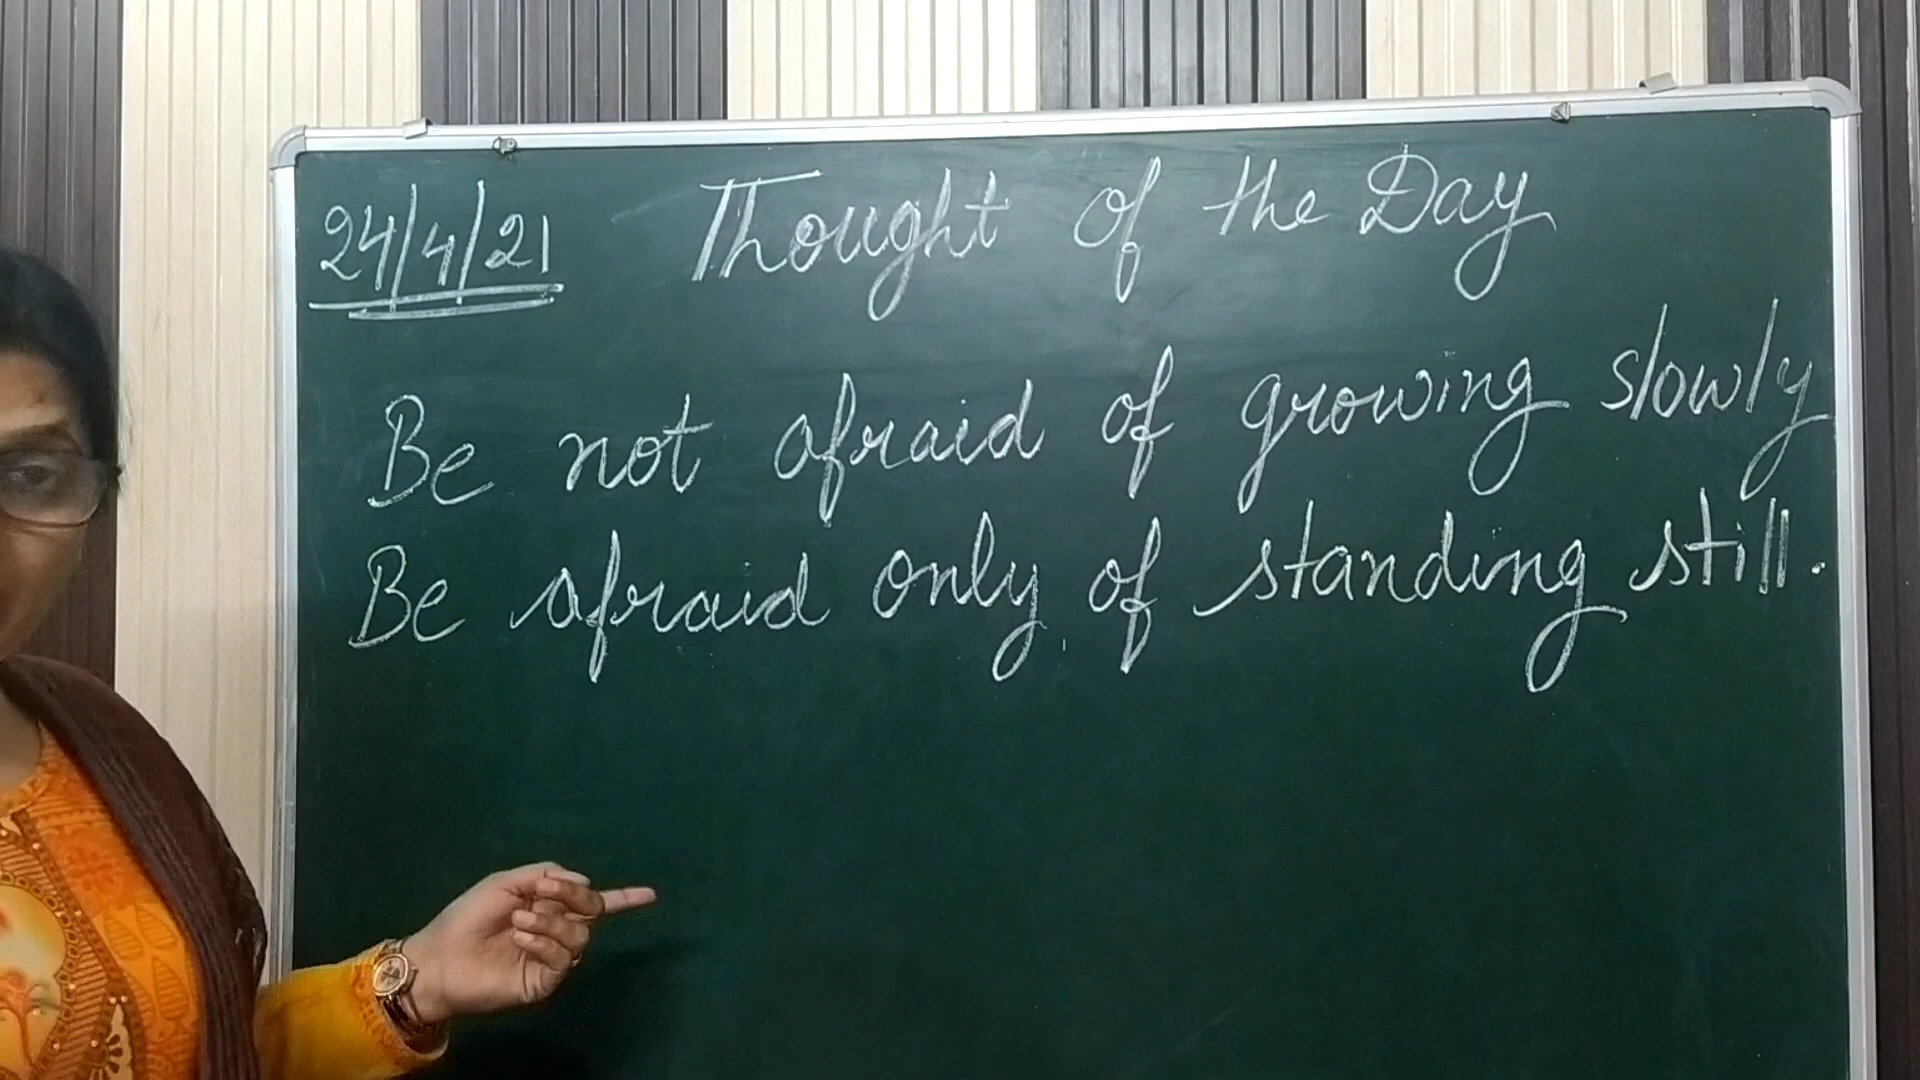 24/4/21 Thought of the Day
Be not afraid of growing slowly
Be afraid only of standing still.